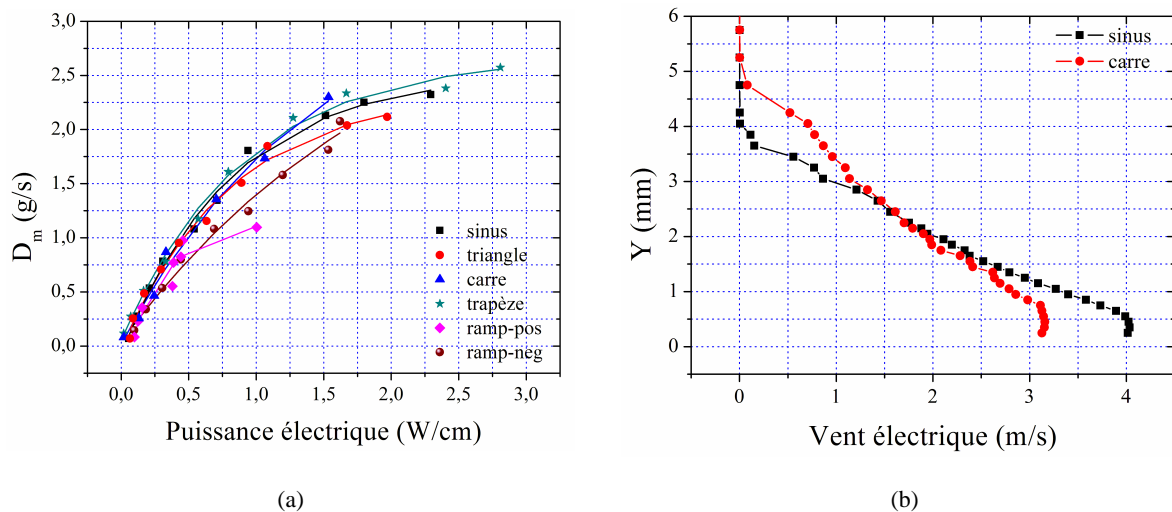 3,0
2,5
2,0
1,5
1,0
0,5
0,0
D_m (g/s)
sinus
triangle
carre
trapèze
ramp-pos
ramp-neg
0,0 0,5 1,0 1,5 2,0 2,5 3,0
Puissance électrique (W/cm)
(a)
6
5
4
3
2
1
0
Y (mm)
sinus
carre
0 1 2 3 4
Vent électrique (m/s)
(b)